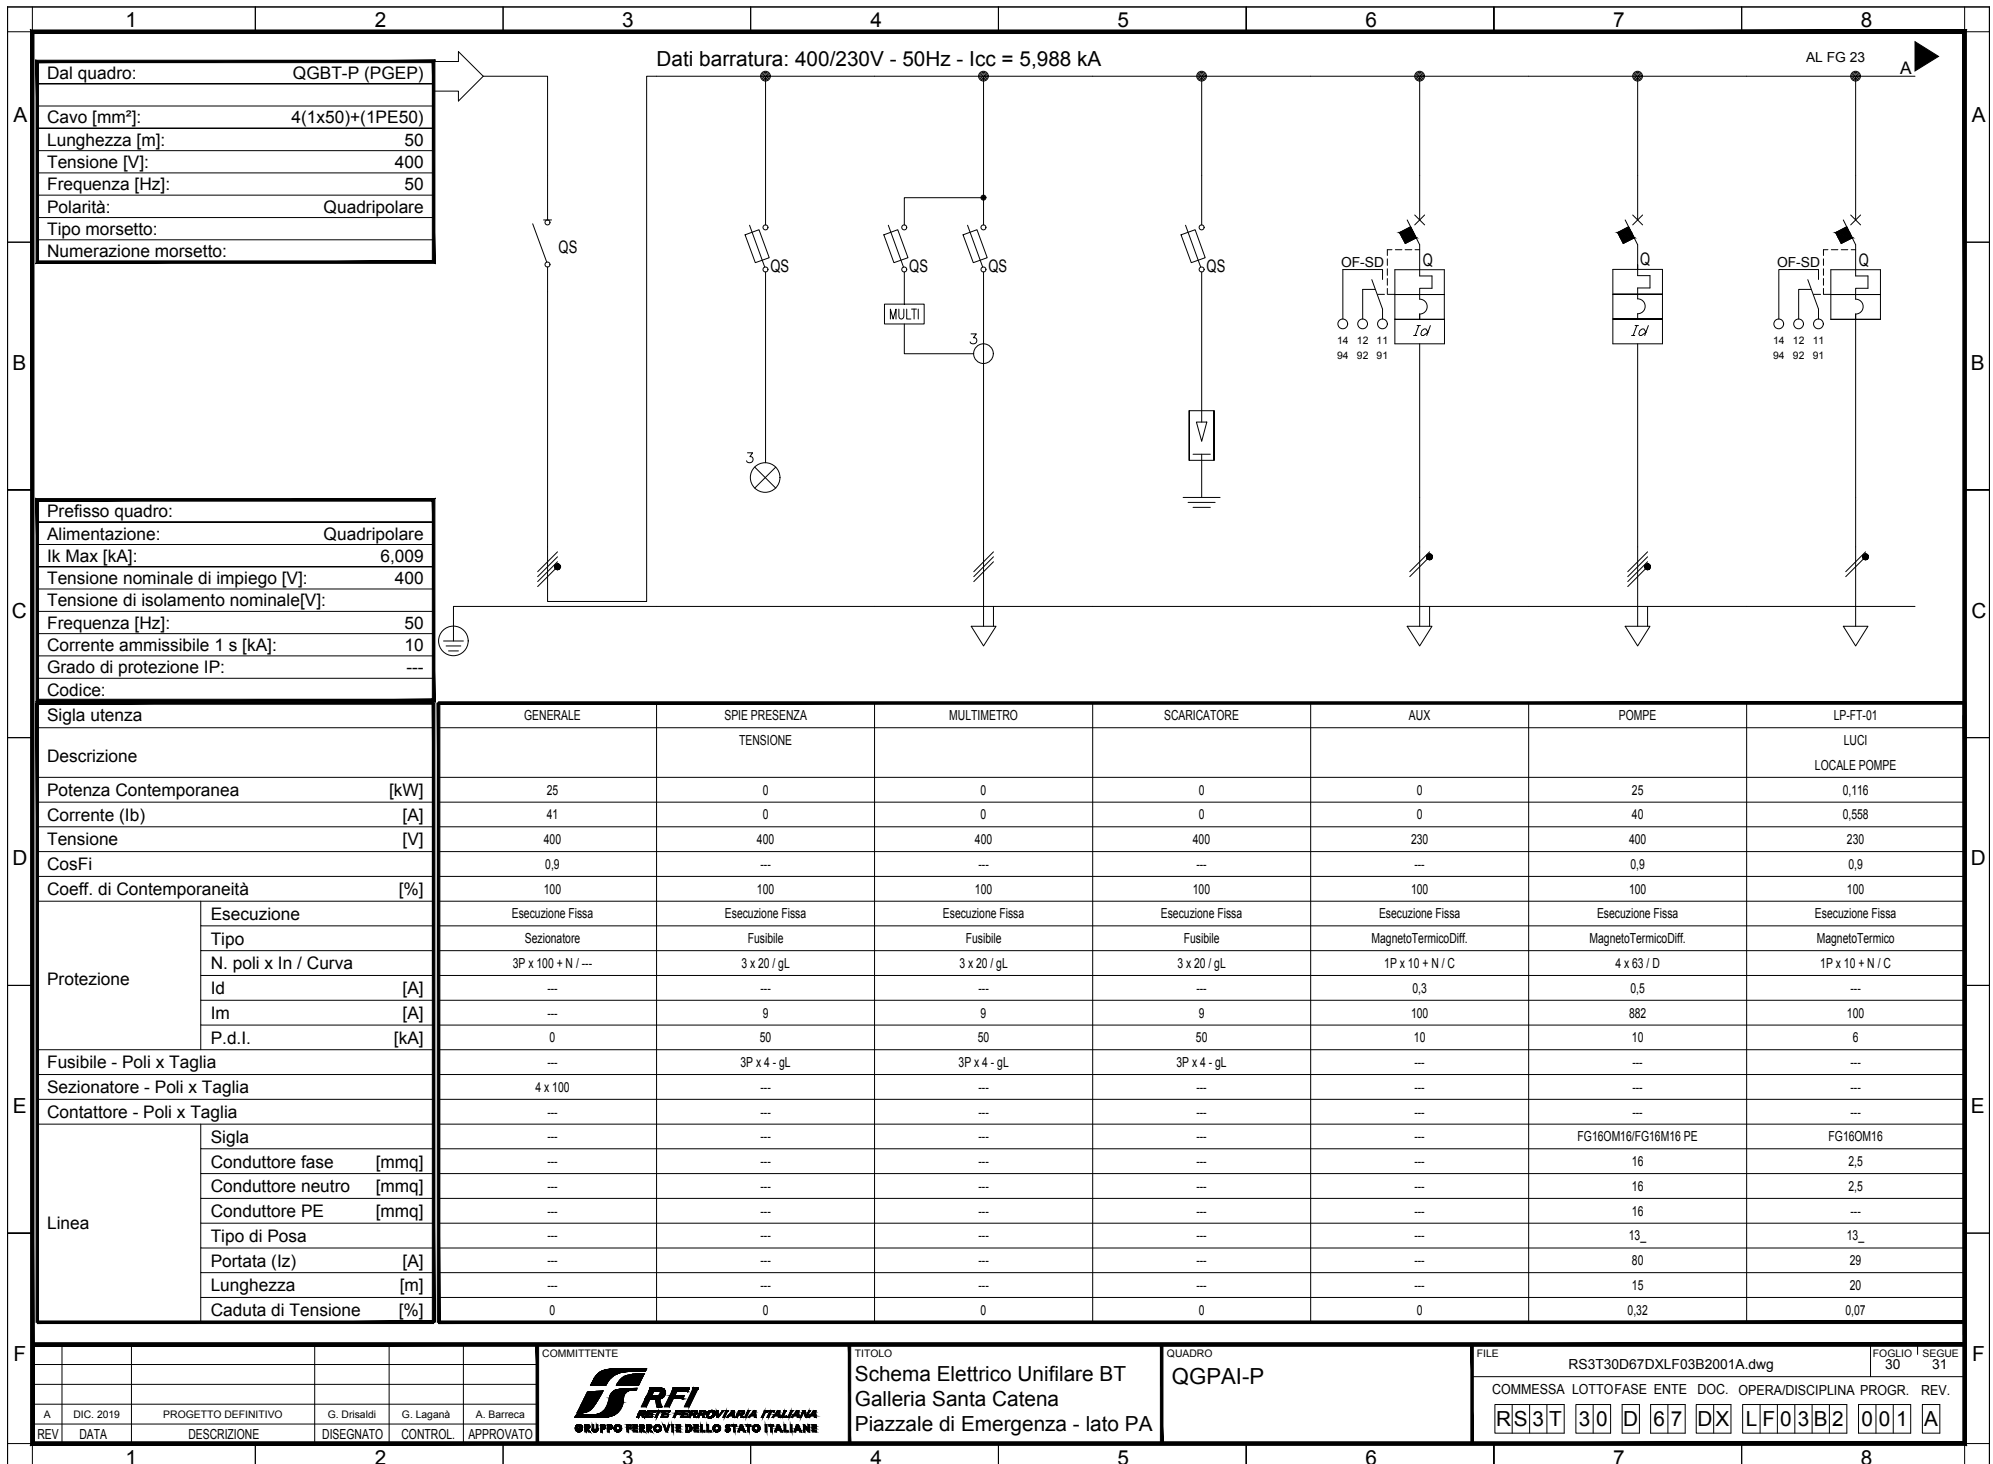 1 2 3 4 5 6 7 8
Dati barratura: 400/230V - 50Hz - Icc = 5,988 kA
AL FG 23
A
Dal quadro: QGBT-P (PGEP)
Cavo [mm²]: 4(1x50)+(1PE50)
Lunghezza [m]: 50
Tensione [V]: 400
Frequenza [Hz]: 50
Polarità: Quadripolare
Tipo morsetto:
Numerazione morsetto:
A A
QS
QS
QS
QS
QS
OF-SD Q
Q
OF-SD Q
MULTI
3
Id
Id
14 12 11
94 92 91
14 12 11
94 92 91
B B
3
Prefisso quadro:
Alimentazione: Quadripolare
Ik Max [kA]: 6,009
Tensione nominale di impiego [V]: 400
Tensione di isolamento nominale[V]:
Frequenza [Hz]: 50
Corrente ammissibile 1 s [kA]: 10
Grado di protezione IP: ---
Codice:
C C
Sigla utenza GENERALE SPIE PRESENZA MULTIMETRO SCARICATORE AUX POMPE LP-FT-01
Descrizione TENSIONE LUCI
LOCALE POMPE
Potenza Contemporanea [kW] 25 0 0 0 0 25 0,116
Corrente (Ib) [A] 41 0 0 0 0 40 0,558
Tensione [V] 400 400 400 400 230 400 230
CosFi 0,9 --- --- --- --- 0,9 0,9
Coeff. di Contemporaneità [%] 100 100 100 100 100 100 100
D D
Protezione
Esecuzione Esecuzione Fissa Esecuzione Fissa Esecuzione Fissa Esecuzione Fissa Esecuzione Fissa Esecuzione Fissa Esecuzione Fissa
Tipo Sezionatore Fusibile Fusibile Fusibile MagnetoTermicoDiff. MagnetoTermicoDiff. MagnetoTermico
N. poli x In / Curva 3P x 100 + N / --- 3 x 20 / gL 3 x 20 / gL 3 x 20 / gL 1P x 10 + N / C 4 x 63 / D 1P x 10 + N / C
Id [A] --- --- --- --- 0,3 0,5 ---
Im [A] --- 9 9 9 100 882 100
P.d.I. [kA] 0 50 50 50 10 10 6
Fusibile - Poli x Taglia --- 3P x 4 - gL 3P x 4 - gL 3P x 4 - gL --- --- ---
Sezionatore - Poli x Taglia 4 x 100 --- --- --- --- --- ---
Contattore - Poli x Taglia --- --- --- --- --- --- ---
E E
Linea
Sigla --- --- --- --- --- FG16OM16/FG16M16 PE FG16OM16
Conduttore fase [mmq] --- --- --- --- --- 16 2,5
Conduttore neutro [mmq] --- --- --- --- --- 16 2,5
Conduttore PE [mmq] --- --- --- --- --- 16 ---
Tipo di Posa --- --- --- --- --- 13_ 13_
Portata (Iz) [A] --- --- --- --- --- 80 29
Lunghezza [m] --- --- --- --- --- 15 20
Caduta di Tensione [%] 0 0 0 0 0 0,32 0,07
F F
A DIC. 2019 PROGETTO DEFINITIVO G. Drisaldi G. Laganà A. Barreca
REV DATA DESCRIZIONE DISEGNATO CONTROL. APPROVATO
COMMITTENTE
RFI
RETE FERROVIARIA ITALIANA
GRUPPO FERROVIE DELLO STATO ITALIANE
TITOLO
Schema Elettrico Unifilare BT
Galleria Santa Catena
Piazzale di Emergenza - lato PA
QUADRO
QGPAI-P
FILE
RS3T30D67DXLF03B2001A.dwg
FOGLIO SEGUE
30 31
COMMESSA LOTTO FASE ENTE DOC. OPERA/DISCIPLINA PROGR. REV.
RS3T 30 D 67 DX LF03B2 001 A
1 2 3 4 5 6 7 8